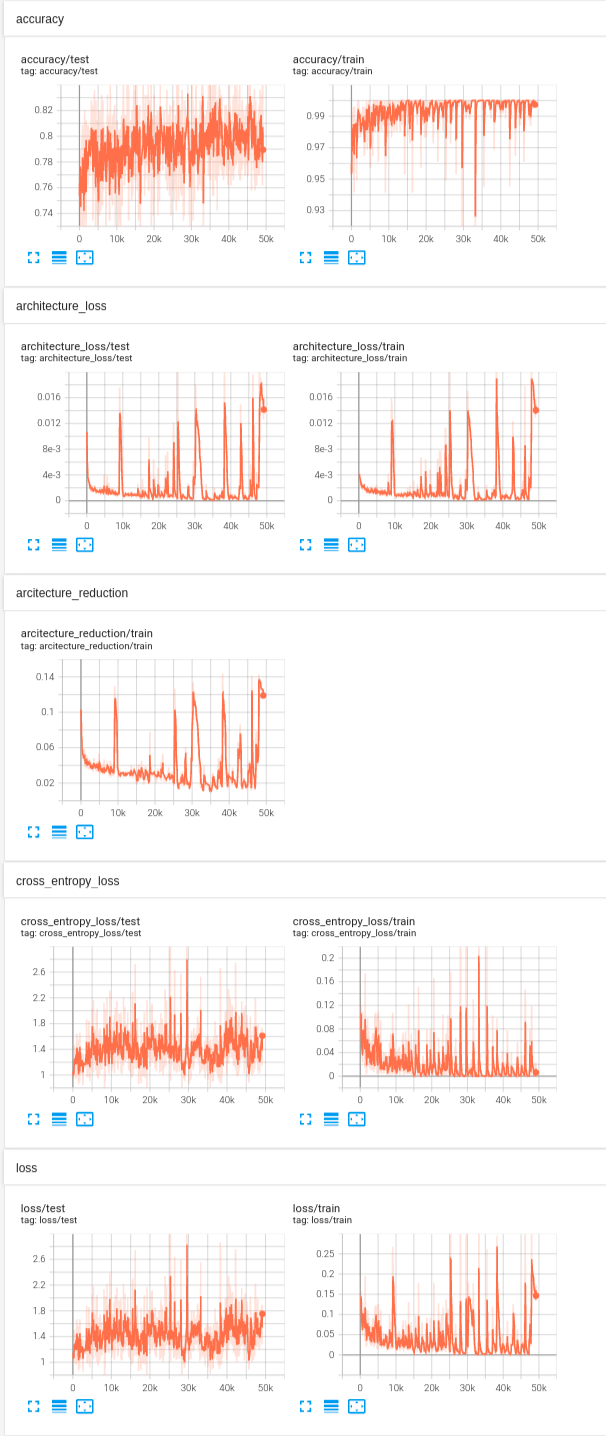 accuracy
accuracy/test
tag: accuracy/test
0.82
0.8
0.78
0.76
0.74
0 10k 20k 30k 40k 50k
accuracy/train
tag: accuracy/train
0.99
0.97
0.95
0.93
0 10k 20k 30k 40k 50k
architecture_loss
architecture_loss/test
tag: architecture_loss/test
0.016
0.012
8e-3
4e-3
0
0 10k 20k 30k 40k 50k
architecture_loss/train
tag: architecture_loss/train
0.016
0.012
8e-3
4e-3
0
0 10k 20k 30k 40k 50k
arcitecture_reduction
arcitecture_reduction/train
tag: arcitecture_reduction/train
0.14
0.1
0.06
0.02
0 10k 20k 30k 40k 50k
cross_entropy_loss
cross_entropy_loss/test
tag: cross_entropy_loss/test
2.6
2.2
1.8
1.4
1
0 10k 20k 30k 40k 50k
cross_entropy_loss/train
tag: cross_entropy_loss/train
0.2
0.16
0.12
0.08
0.04
0
0 10k 20k 30k 40k 50k
loss
loss/test
tag: loss/test
2.6
2.2
1.8
1.4
1
0 10k 20k 30k 40k 50k
loss/train
tag: loss/train
0.25
0.2
0.15
0.1
0.05
0
0 10k 20k 30k 40k 50k